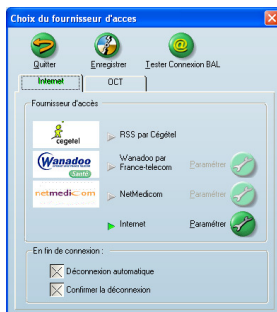 Choix du fournisseur d'acces
Quitter Enregistrer Tester Connexion BAL
Internet OCT
Fournisseur d'accès
cegetel RSS par Cégétel
Wanadoo Santé Wanadoo par France-telecom Paramétrer
netmedicom NetMedicom Paramétrer
Internet Paramétrer
En fin de connexion :
Déconnexion automatique
Confirmer la déconnexion